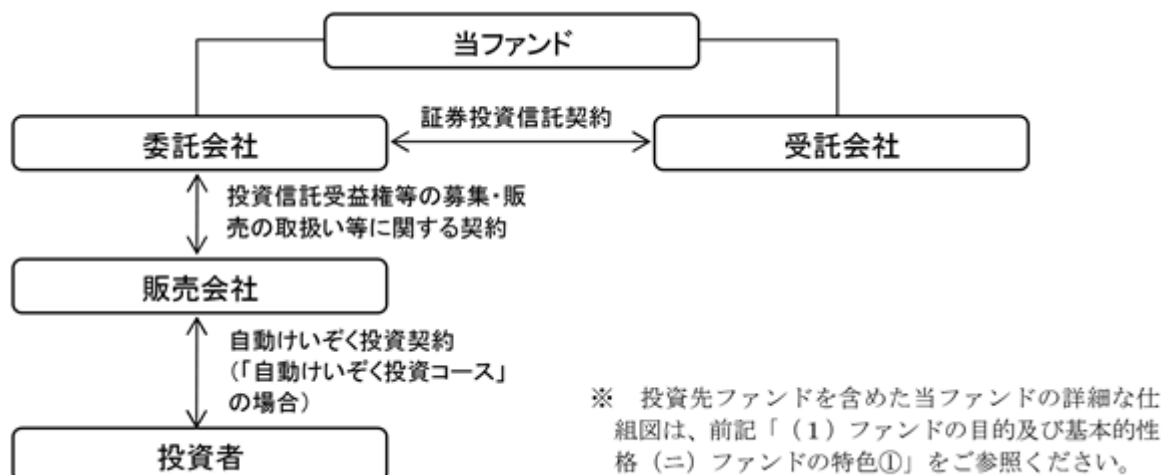 当ファンド
証券投資信託契約
委託会社
受託会社
投資信託受益権等の募集・販
売の取扱い等に関する契約
販売会社
自動けいぞく投資契約
(「自動けいぞく投資コース」
の場合)
※ 投資先ファンドを含めた当ファンドの詳細な仕
組図は、前記「(1)ファンドの目的及び基本的性
格(ニ)ファンドの特色①」をご参照ください。
投資者